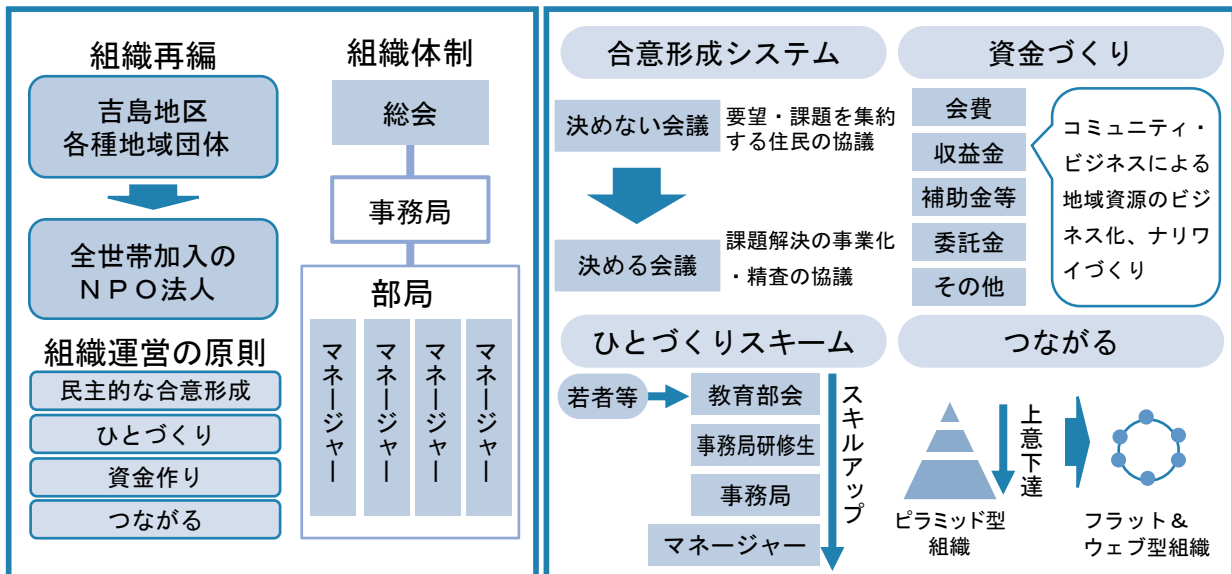 組織再編
吉島地区
各種地域団体
全世帯加入の
ＮＰＯ法人
組織運営の原則
民主的な合意形成
ひとづくり
資金作り
つながる
組織体制
総会
事務局
部局
マネージャー
マネージャー
マネージャー
マネージャー
合意形成システム
決めない会議
要望・課題を集約
する住民の協議
決める会議
課題解決の事業化
・精査の協議
資金づくり
会費
収益金
補助金等
委託金
その他
コミュニティ・
ビジネスによる
地域資源のビジ
ネス化、ナリワ
イづくり
ひとづくりスキーム
若者等
教育部会
事務局研修生
事務局
マネージャー
スキルアップ
つながる
上意下達
ピラミッド型
組織
フラット＆
ウェブ型組織